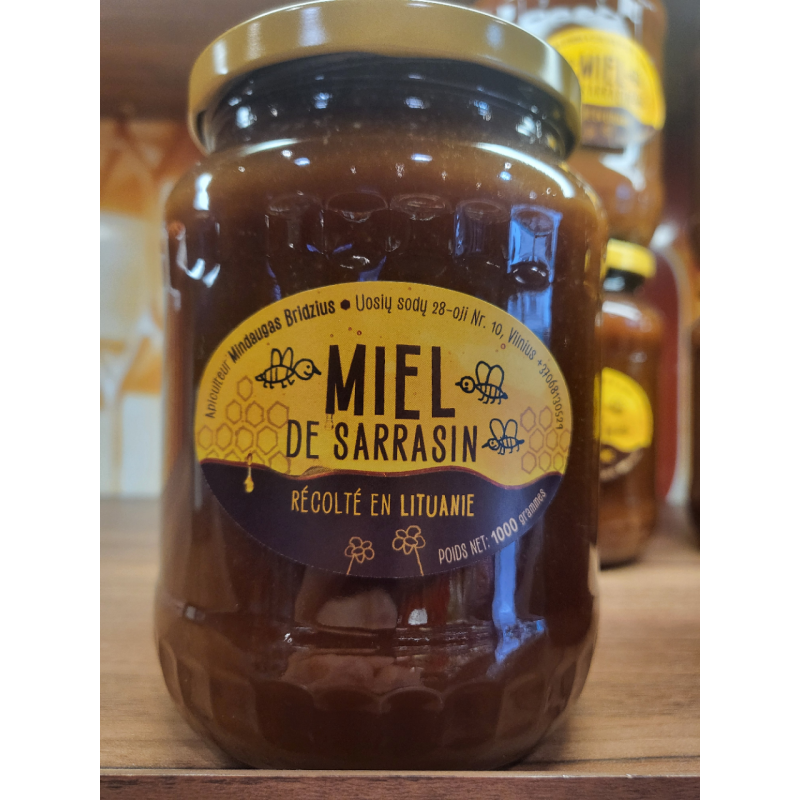 Apiculteur Mindaugas Bridzius • Uosių sodų 28-oji Nr. 10, Vilnius
MIEL
DE SARRASIN
RÉCOLTÉ EN LITUANIE
POIDS NET: 1000 grammes
MIEL